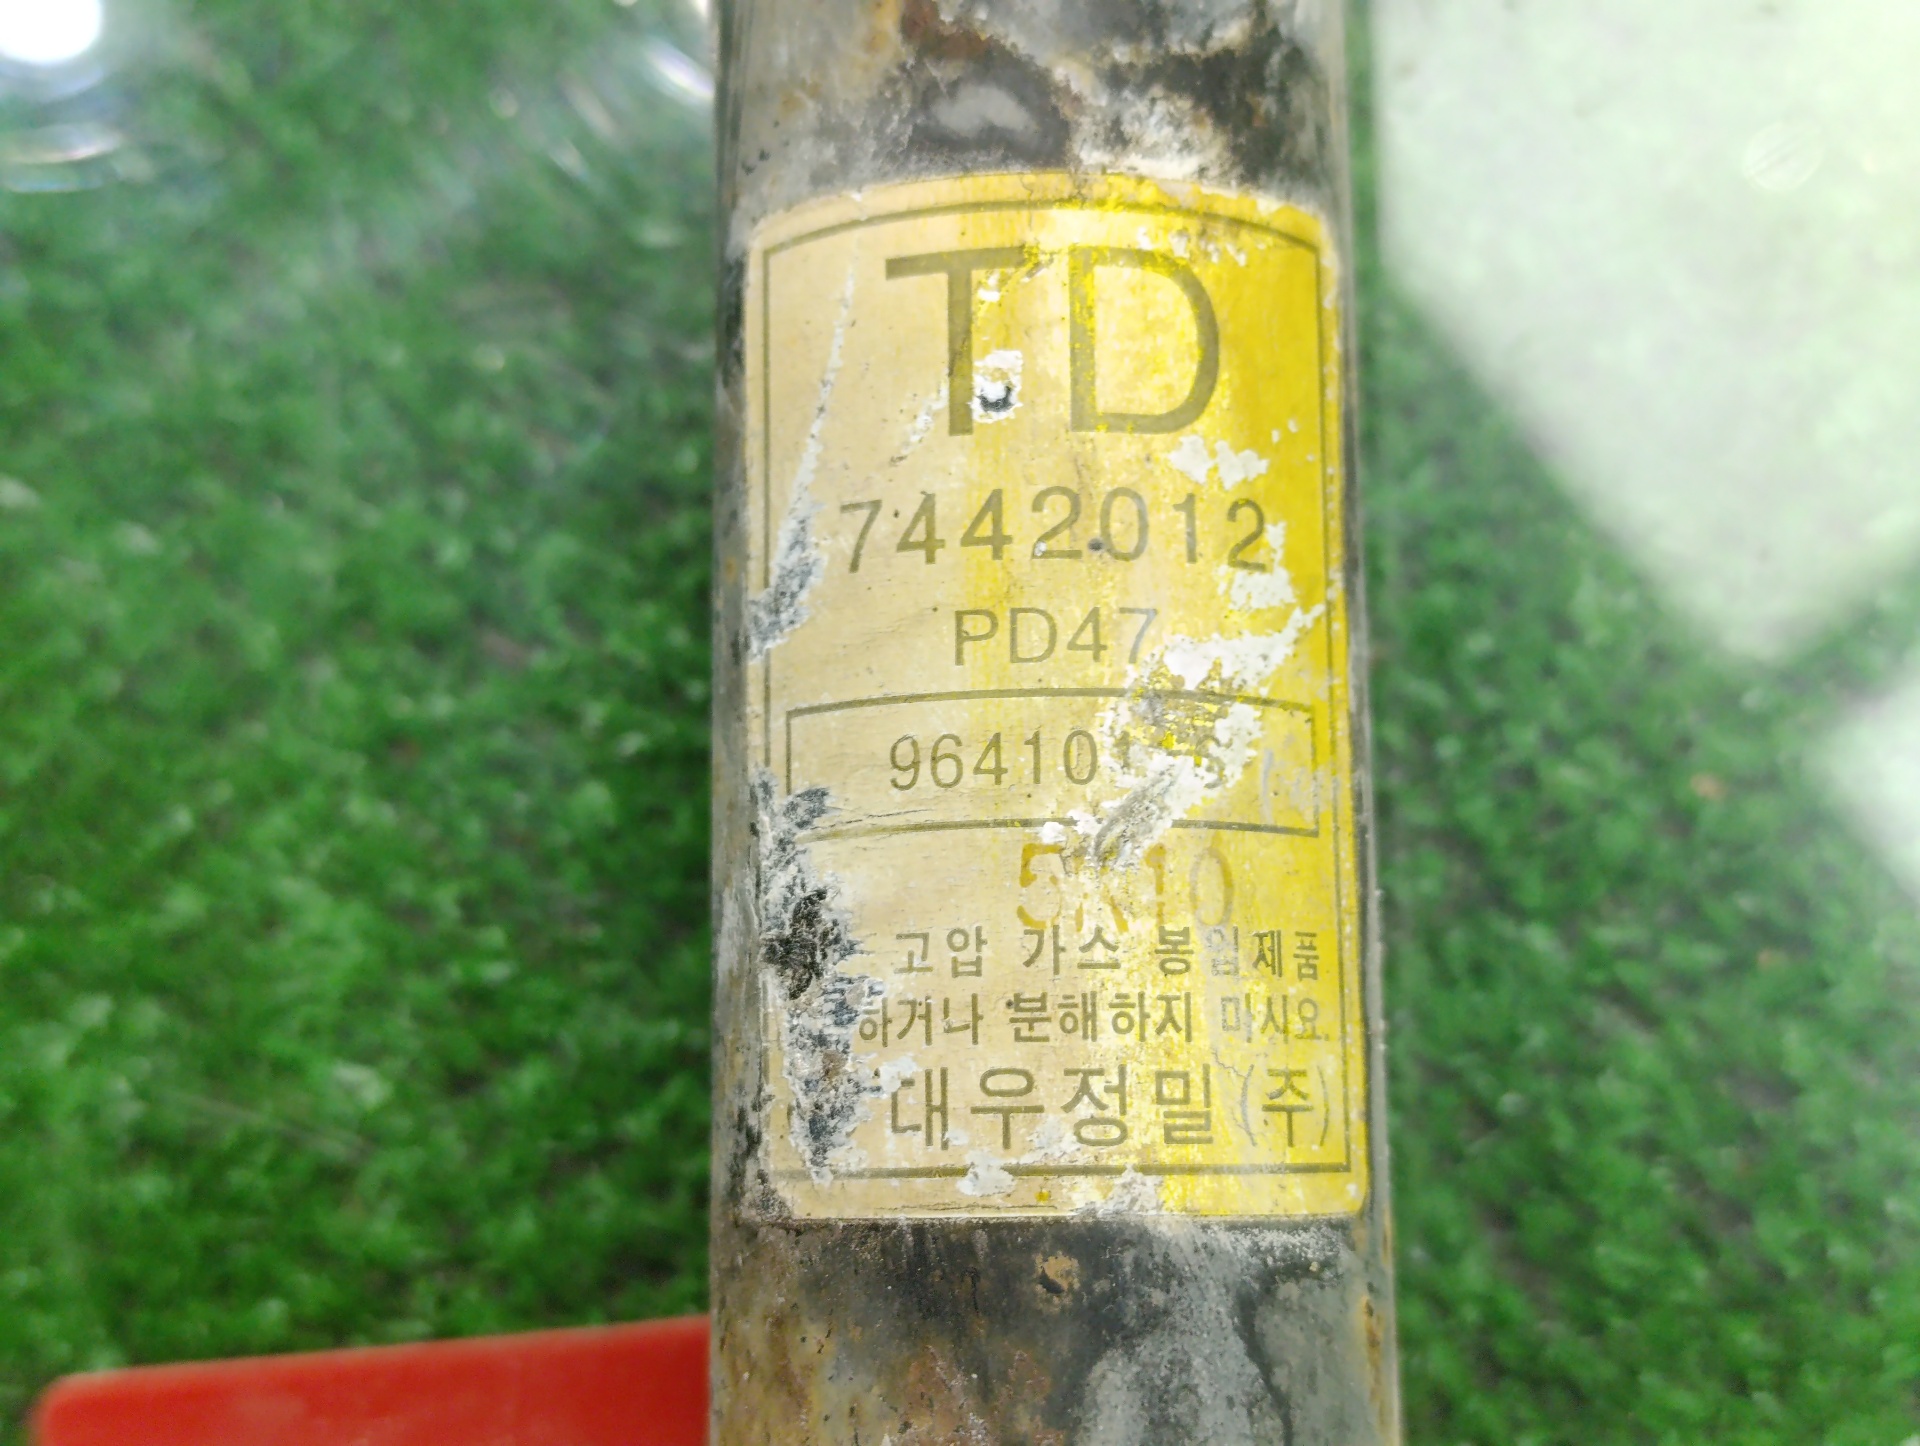 TD
7442012
PD47
고압 가스 봉입제품
하거나 분해하지 마시요
대우정밀(주)